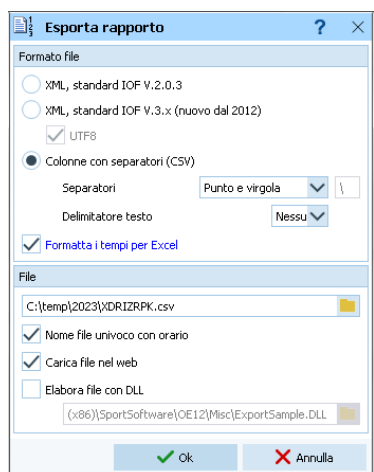 Esporta rapporto ?
Formato file
XML, standard IOF V.2.0.3
XML, standard IOF V.3.x (nuovo dal 2012)
UTF8
Colonne con separatori (CSV)
Separatori Punto e virgola \
Delimitatore testo Nessu
Formatta i tempi per Excel
File
C:\temp\2023\XDRIZRPK.csv
Nome file univoco con orario
Carica file nel web
Elabora file con DLL
(x86)\SportSoftware\OE12\Misc\ExportSample.DLL
Ok Annulla